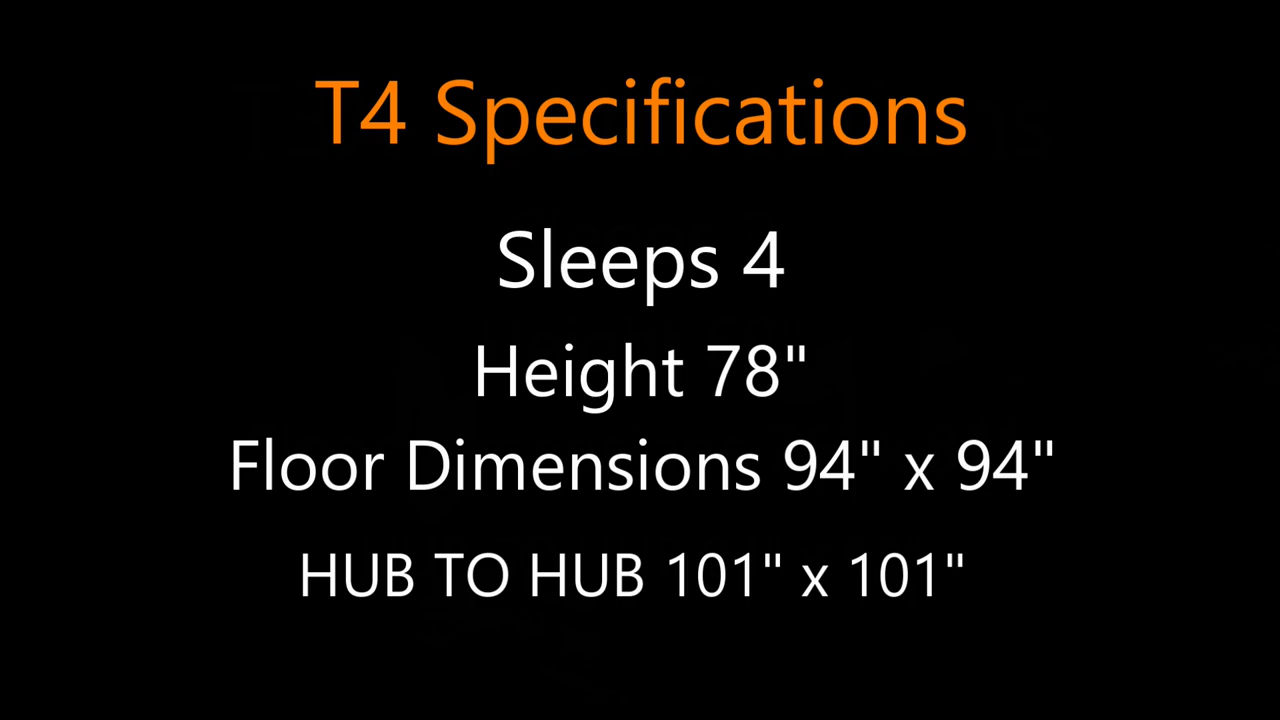 T4 Specifications
Sleeps 4
Height 78"
Floor Dimensions 94" x 94"
HUB TO HUB 101" x 101"